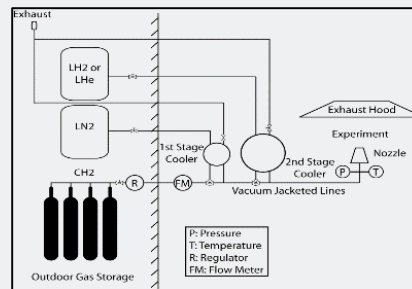 Exhaust
LH2 or
LHe
LN2
1st Stage
Cooler
2nd Stage
Cooler
Exhaust Hood
Experiment
Nozzle
P
T
CH2
R
FM
Vacuum Jacketed Lines
P: Pressure
T: Temperature
R: Regulator
FM: Flow Meter
Outdoor Gas Storage